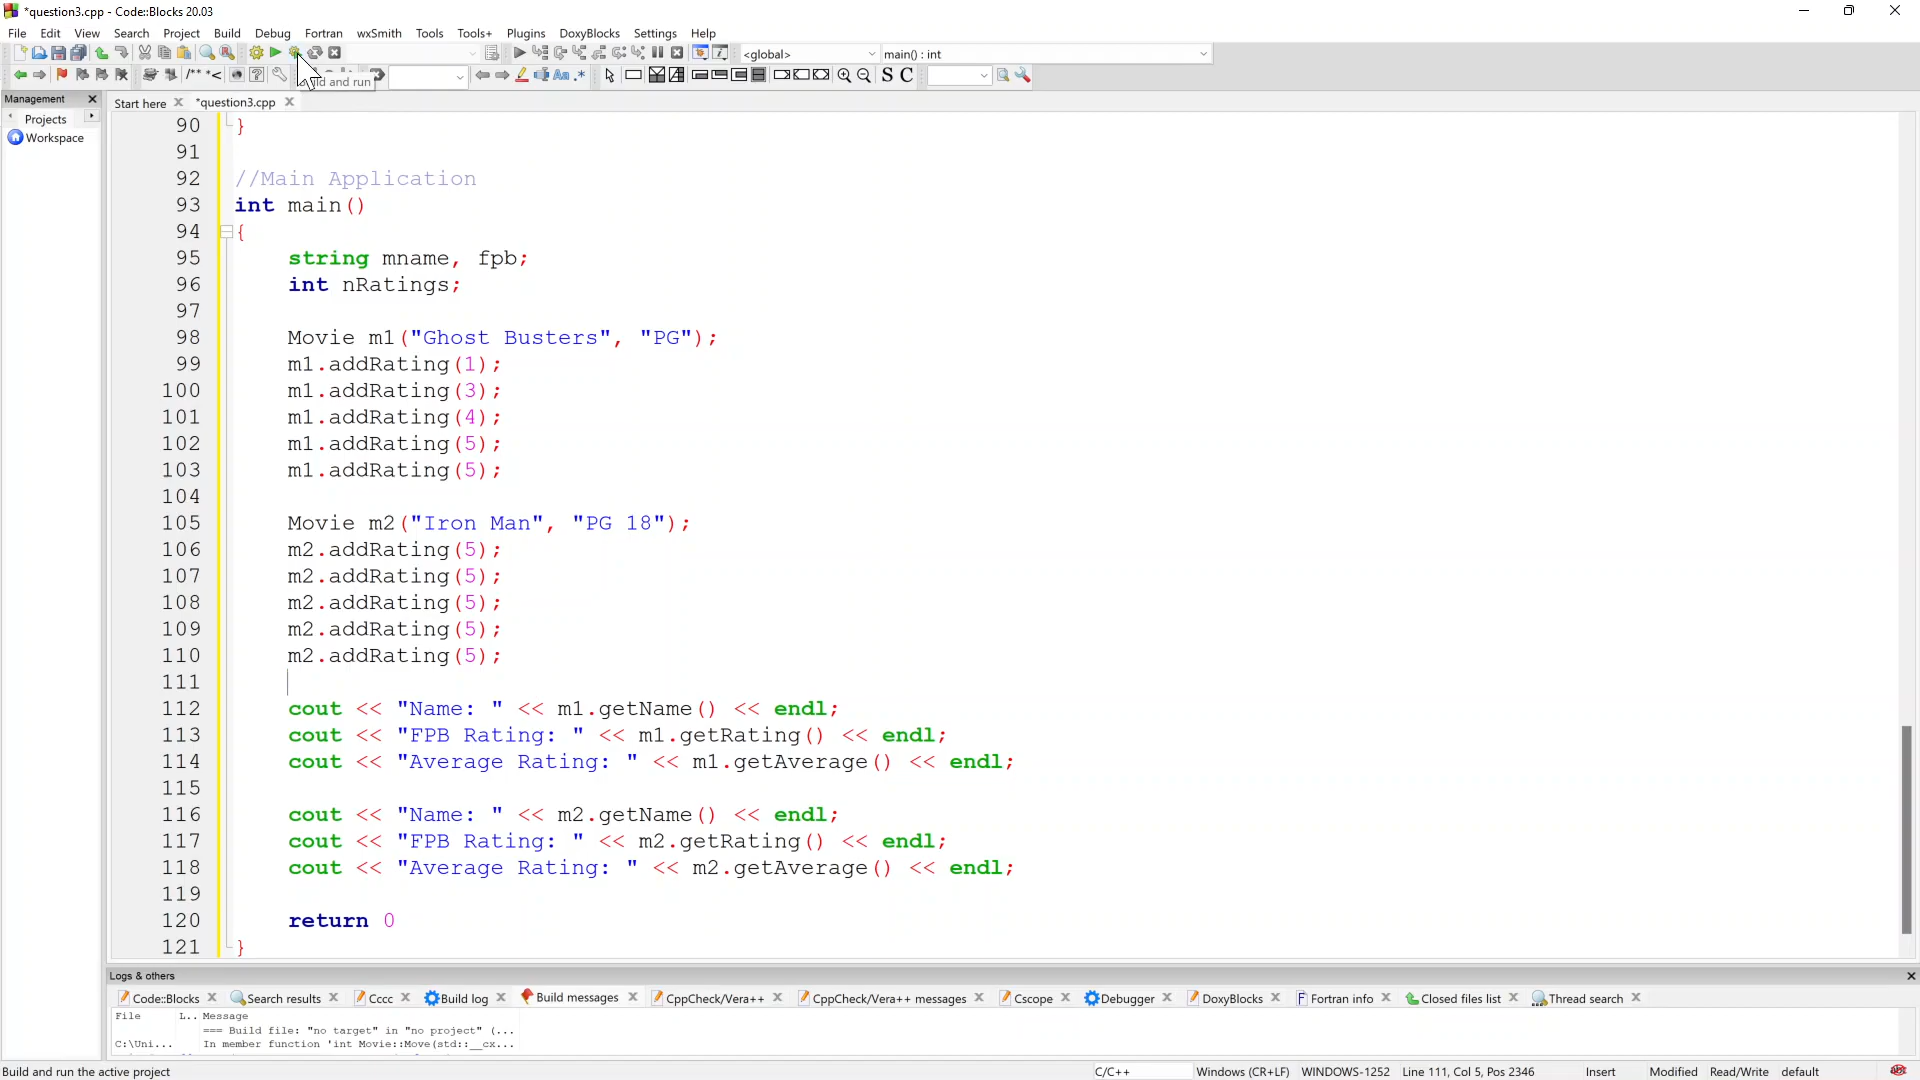 *question3.cpp - Code::Blocks 20.03
File Edit View Search Project Build Debug Fortran wxSmith Tools Tools+ Plugins DoxyBlocks Settings Help
<global> main() : int
/** *< Aa .* S C
nd run
Management
Start here *question3.cpp
Projects
Workspace
90 }
91
92 //Main Application
93 int main()
94 {
95 string mname, fpb;
96 int nRatings;
97
98 Movie m1("Ghost Busters", "PG");
99 m1.addRating(1);
100 m1.addRating(3);
101 m1.addRating(4);
102 m1.addRating(5);
103 m1.addRating(5);
104
105 Movie m2("Iron Man", "PG 18");
106 m2.addRating(5);
107 m2.addRating(5);
108 m2.addRating(5);
109 m2.addRating(5);
110 m2.addRating(5);
111
112 cout << "Name: " << m1.getName() << endl;
113 cout << "FPB Rating: " << m1.getRating() << endl;
114 cout << "Average Rating: " << m1.getAverage() << endl;
115
116 cout << "Name: " << m2.getName() << endl;
117 cout << "FPB Rating: " << m2.getRating() << endl;
118 cout << "Average Rating: " << m2.getAverage() << endl;
119
120 return 0
121 }
Logs & others
Code::Blocks Search results Cccc Build log Build messages CppCheck/Vera++ CppCheck/Vera++ messages Cscope Debugger DoxyBlocks Fortran info Closed files list Thread search
File L.. Message
=== Build file: "no target" in "no project" (...
C:\Uni... In member function 'int Movie::Move(std::__cx...
Build and run the active project C/C++ Windows (CR+LF) WINDOWS-1252 Line 111, Col 5, Pos 2346 Insert Modified Read/Write default